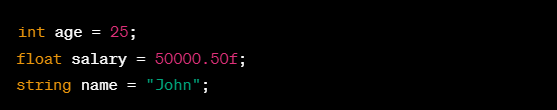 int age = 25;
float salary = 50000.50f;
string name = "John";